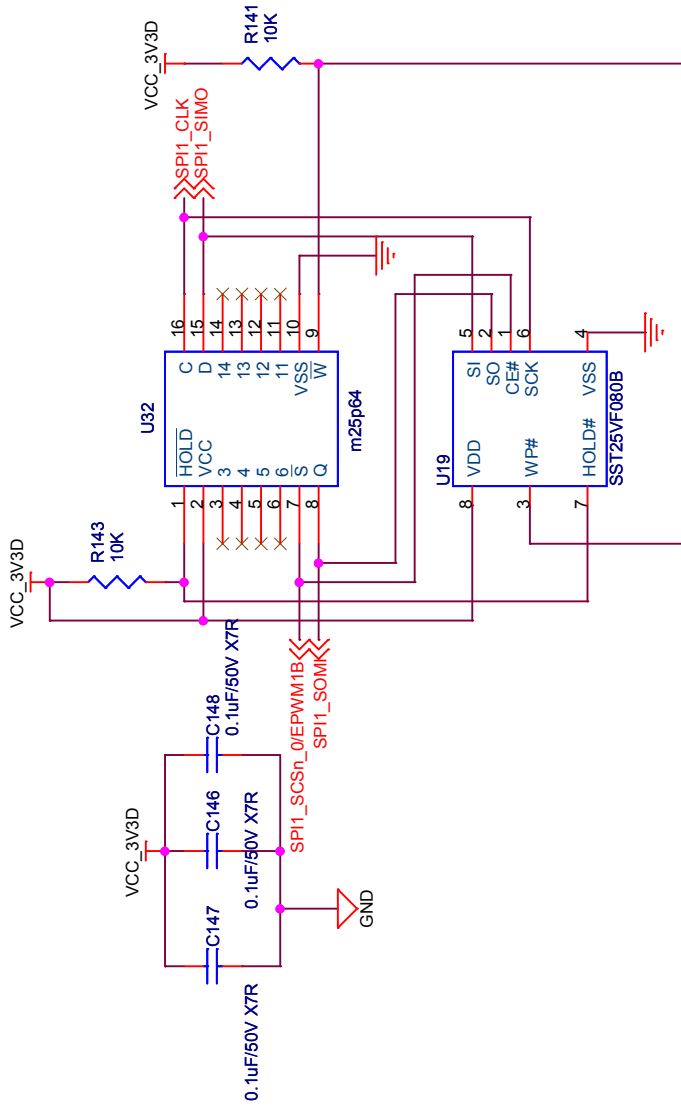 VCC_3V3D
R141
10K
SPI1_CLK
SPI1_SIMO
VCC_3V3D
R143
10K
U32
m25p64
1
2
3
4
5
6
7
8
HOLD
VCC
3
4
5
6
S
Q
C
D
14
13
12
11
VSS
W
16
15
14
13
12
11
10
9
SPI1_SCSn_0/EPWM1B
SPI1_SOMI
U19
SST25VF080B
8
3
7
VDD
WP#
HOLD#
SI
SO
CE#
SCK
VSS
5
2
1
6
4
VCC_3V3D
C147
0.1uF/50V X7R
C146
0.1uF/50V X7R
C148
0.1uF/50V X7R
GND